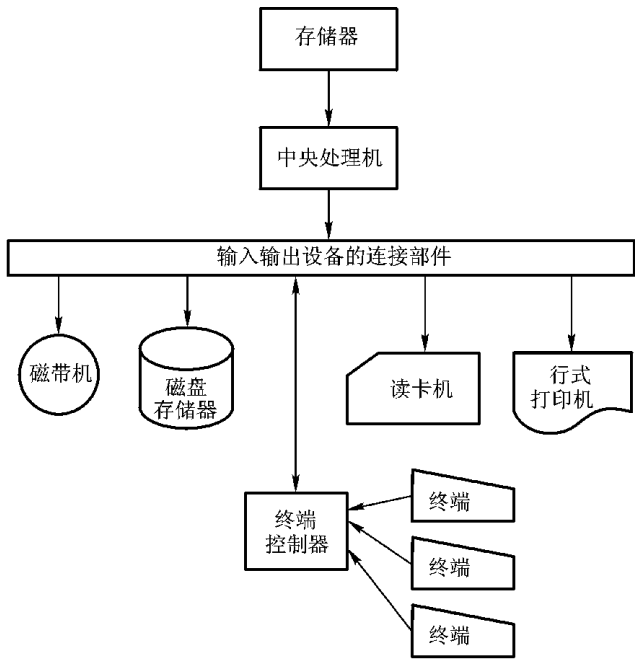 存储器
中央处理机
输入输出设备的连接部件
磁带机
磁盘
存储器
读卡机
行式
打印机
终端
控制器
终端
终端
终端